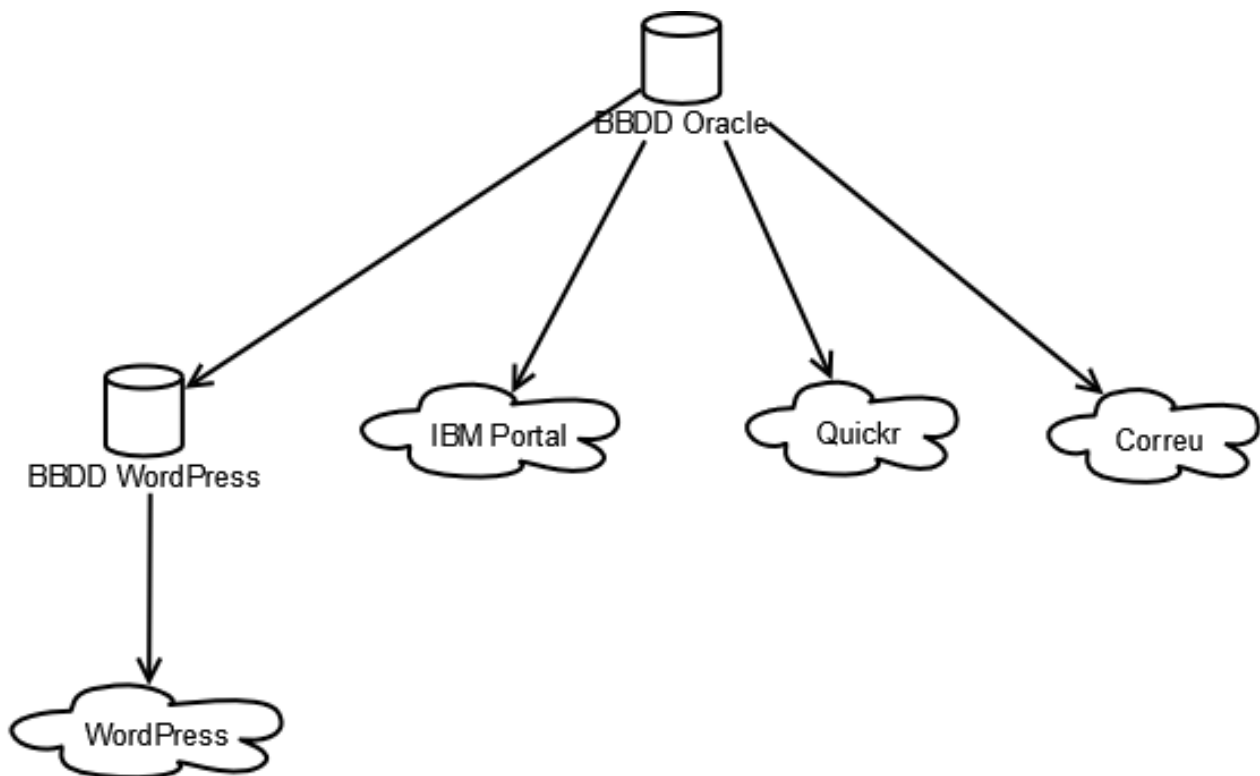 BBDD Oracle
IBM Portal
Quickr
Correu
BBDD WordPress
WordPress